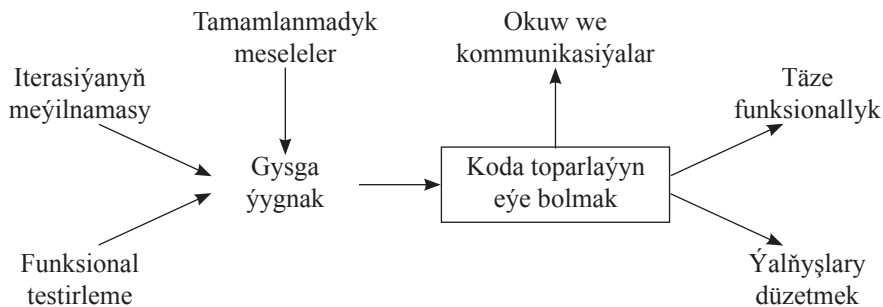 Tamamlanmadyk
meseleler
Okuw we
kommunikasiýalar
Iterasiýanyň
meýilnamasy
Täze
funksionallyk
Gysga
ýygnak
Koda toparlaýyn
eýe bolmak
Funksional
testirleme
Ýalňyşlary
düzetmek